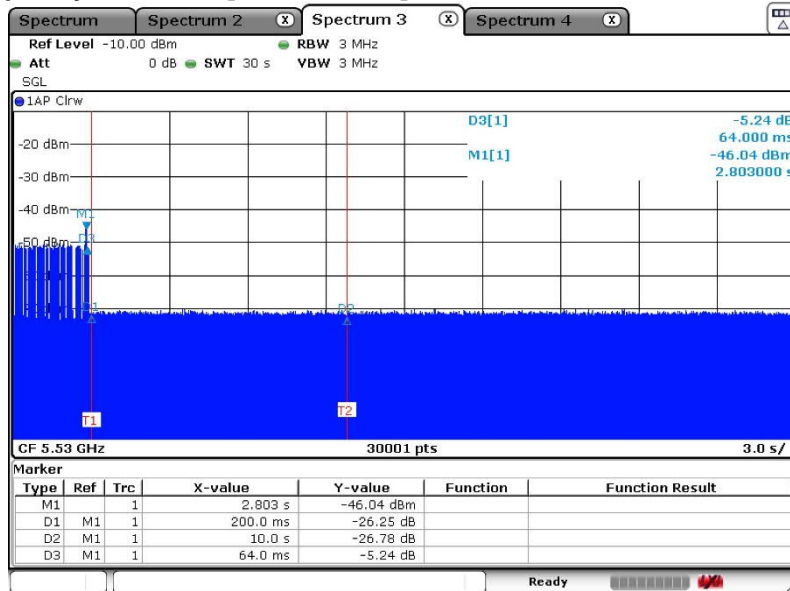 Spectrum Spectrum 2 X Spectrum 3 X Spectrum 4 X
Ref Level -10.00 dBm RBW 3 MHz
Att 0 dB SWT 30 s VBW 3 MHz
SGL
1AP Clrw
D3[1] -5.24 dB
64.000 ms
M1[1] -46.04 dBm
2.803000 s
-20 dBm
-30 dBm
-40 dBm
M1
-50 dBm
D3
D1 D2
T1 T2
CF 5.53 GHz 30001 pts 3.0 s/
Marker
Type Ref Trc X-value Y-value Function Function Result
M1 1 2.803 s -46.04 dBm
D1 M1 1 200.0 ms -26.25 dB
D2 M1 1 10.0 s -26.78 dB
D3 M1 1 64.0 ms -5.24 dB
Ready